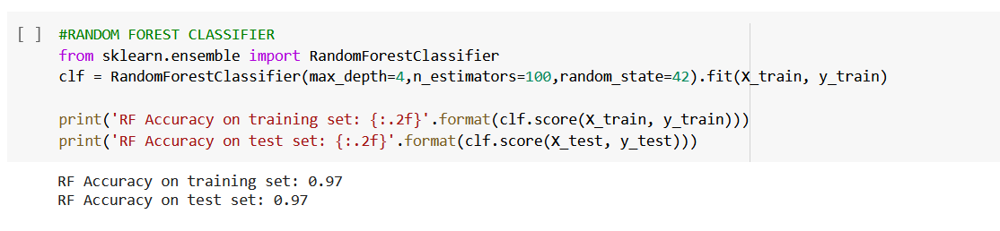 [ ] #RANDOM FOREST CLASSIFIER
from sklearn.ensemble import RandomForestClassifier
clf = RandomForestClassifier(max_depth=4,n_estimators=100,random_state=42).fit(X_train, y_train)
print('RF Accuracy on training set: {:.2f}'.format(clf.score(X_train, y_train)))
print('RF Accuracy on test set: {:.2f}'.format(clf.score(X_test, y_test)))
RF Accuracy on training set: 0.97
RF Accuracy on test set: 0.97